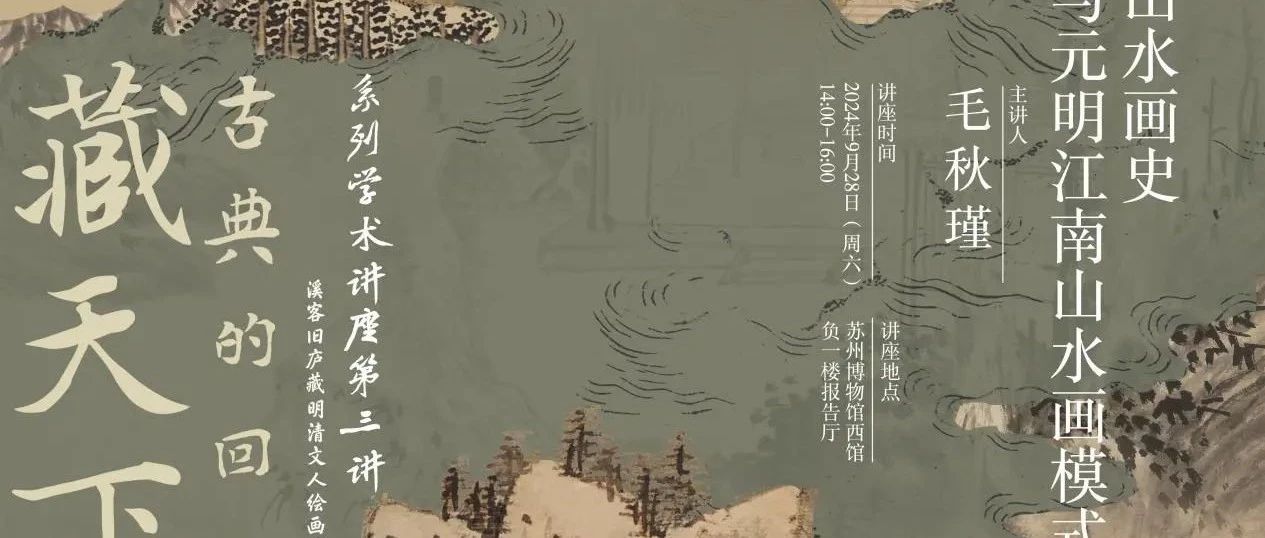 山水画史
与元明江南山水画模式
主讲人
毛秋瑾
讲座时间
2024年9月28日（周六）
14:00-16:00
讲座地点
苏州博物馆西馆
负一楼报告厅
系列学术讲座第三讲
溪客旧庐藏明清文人绘画
古典的回
藏天下